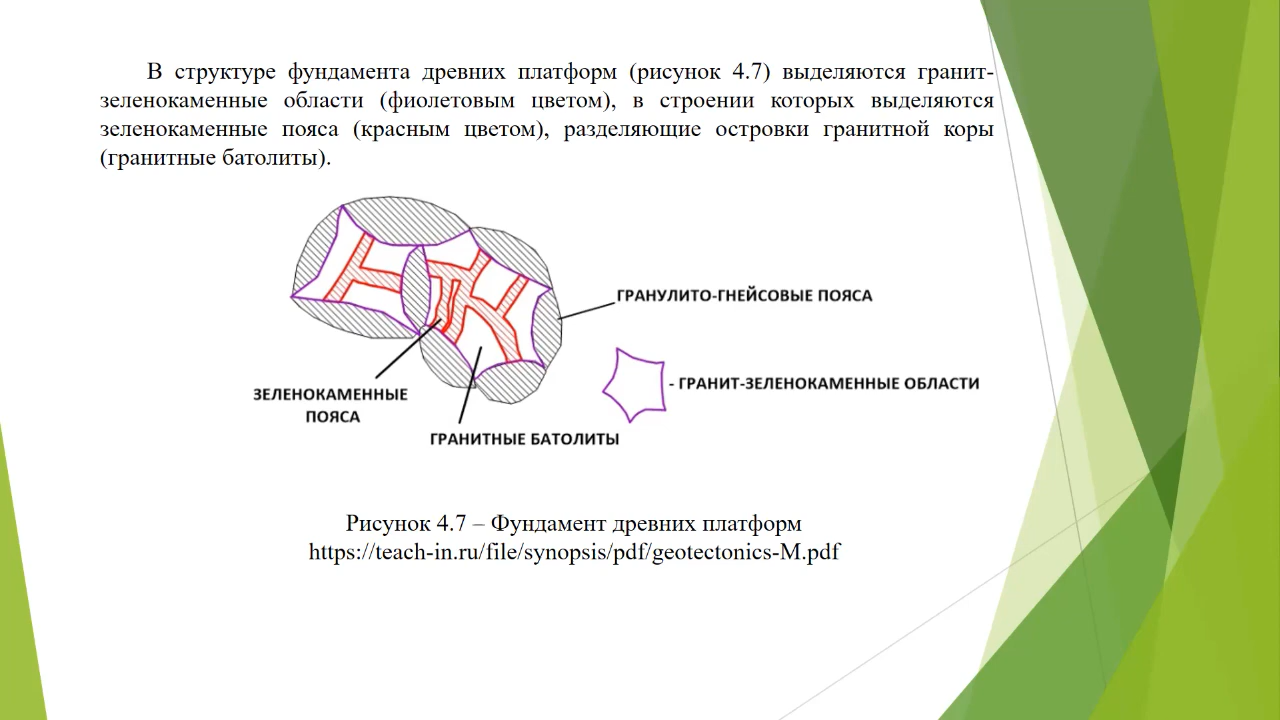 В структуре фундамента древних платформ (рисунок 4.7) выделяются гранит-
зеленокаменные области (фиолетовым цветом), в строении которых выделяются
зеленокаменные пояса (красным цветом), разделяющие островки гранитной коры
(гранитные батолиты).
ГРАНУЛИТО-ГНЕЙСОВЫЕ ПОЯСА
- ГРАНИТ-ЗЕЛЕНОКАМЕННЫЕ ОБЛАСТИ
ЗЕЛЕНОКАМЕННЫЕ
ПОЯСА
ГРАНИТНЫЕ БАТОЛИТЫ
Рисунок 4.7 – Фундамент древних платформ
https://teach-in.ru/file/synopsis/pdf/geotectonics-M.pdf